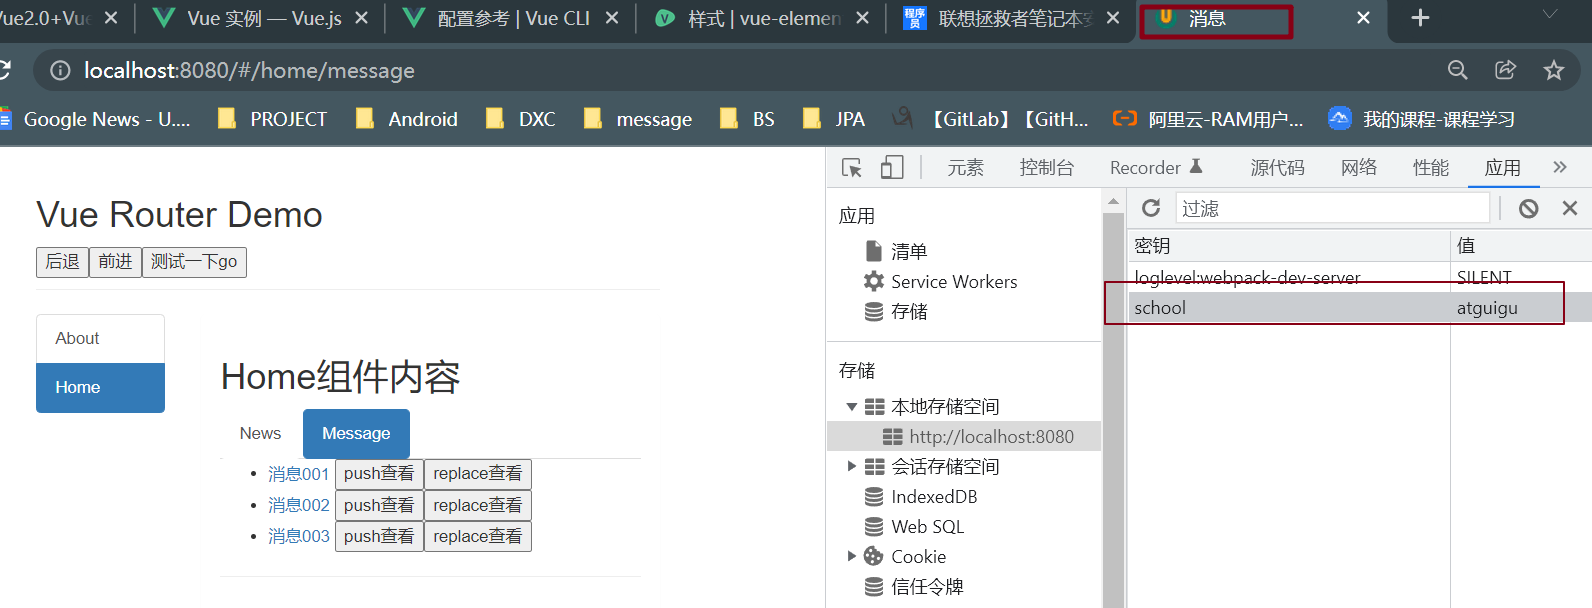 Vue2.0+Vue Vue 实例 — Vue.js 配置参考 | Vue CLI 样式 | vue-elemen 程序员 联想拯救者笔记本安 消息
localhost:8080/#/home/message
Google News - U.... PROJECT Android DXC message BS JPA 【GitLab】【GitH... 阿里云-RAM用户... 我的课程-课程学习
元素 控制台 Recorder 源代码 网络 性能 应用
Vue Router Demo
后退 前进 测试一下go
About
Home
Home组件内容
News Message
消息001 push查看 replace查看
消息002 push查看 replace查看
消息003 push查看 replace查看
应用
清单
Service Workers
存储
存储
本地存储空间
http://localhost:8080
会话存储空间
IndexedDB
Web SQL
Cookie
信任令牌
过滤
密钥 值
loglevel:webpack-dev-server SILENT
school atguigu